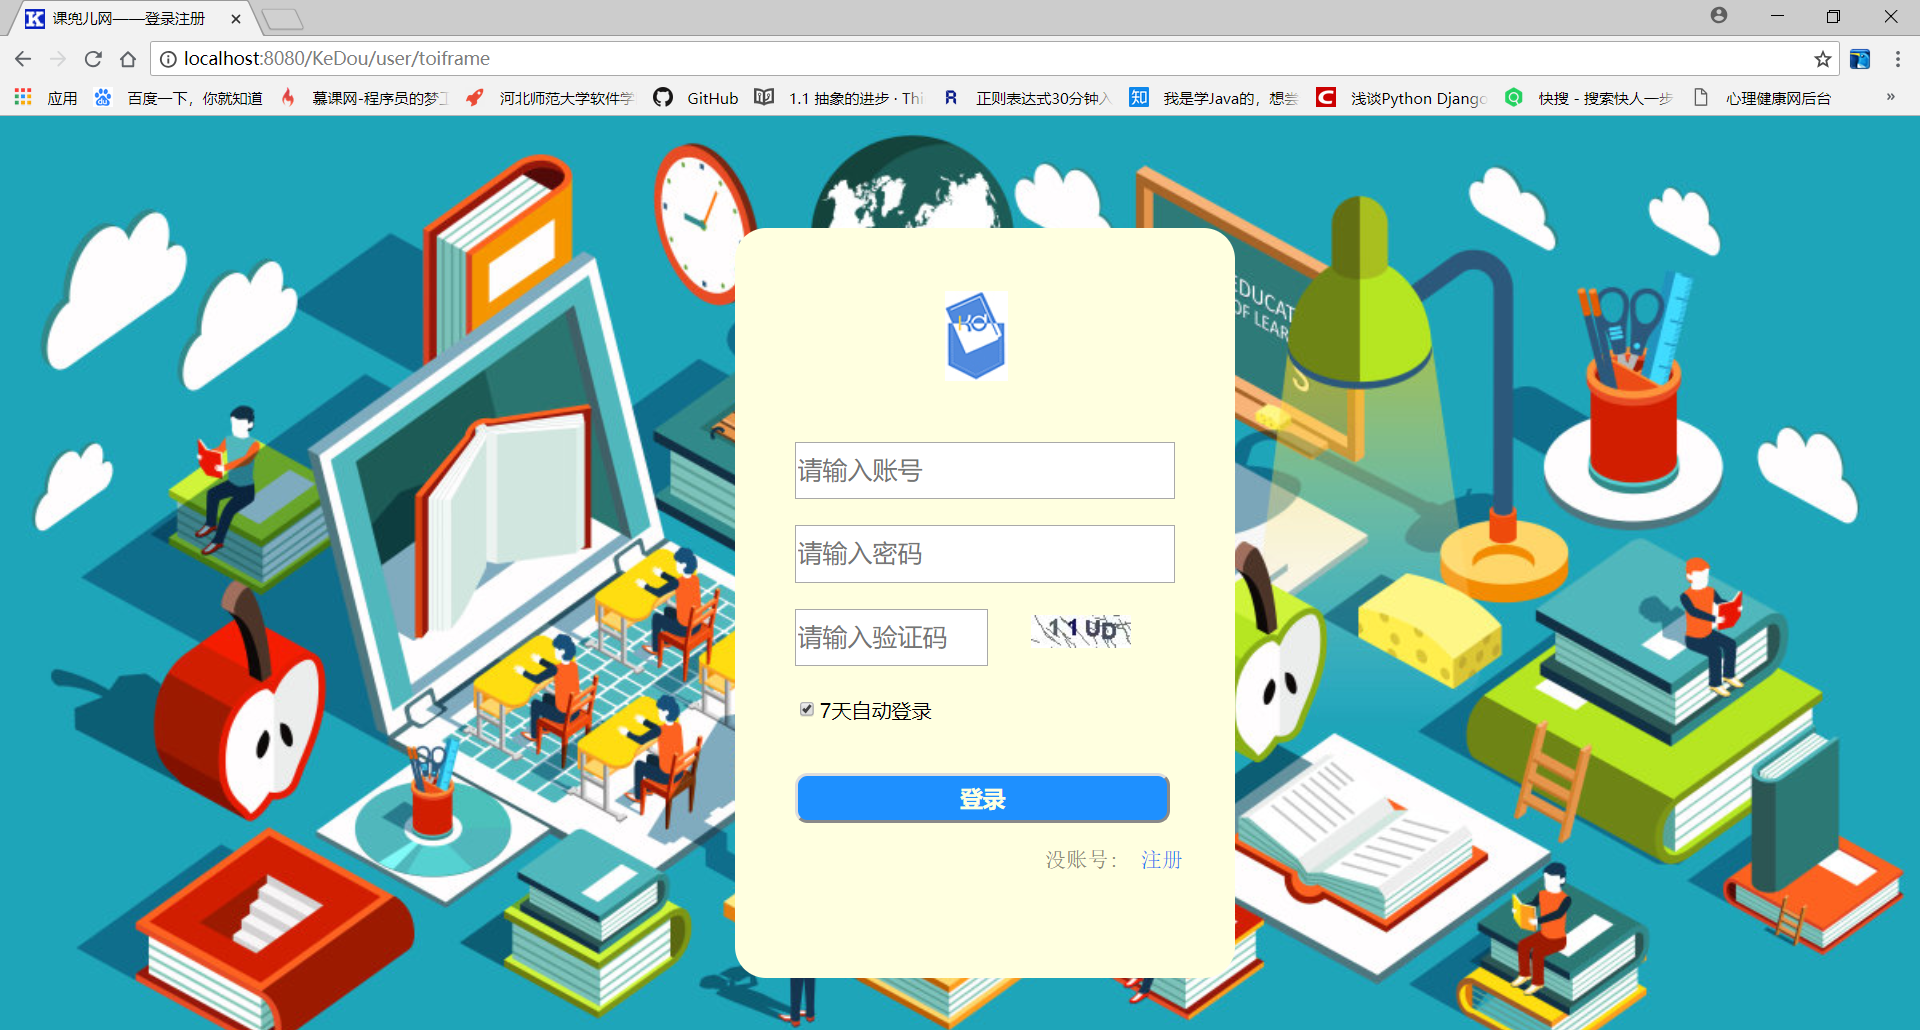 课兜儿网——登录注册
localhost:8080/KeDou/user/toiframe
应用 百度一下，你就知道 慕课网-程序员的梦工 河北师范大学软件学 GitHub 1.1 抽象的进步 · Thi 正则表达式30分钟入 我是学Java的，想尝 浅谈Python Django 快搜 - 搜索快人一步 心理健康网后台 »
EDUCAT
OF LEAR
S
Kd
请输入账号
请输入密码
请输入验证码
11UD
7天自动登录
登录
没账号： 注册